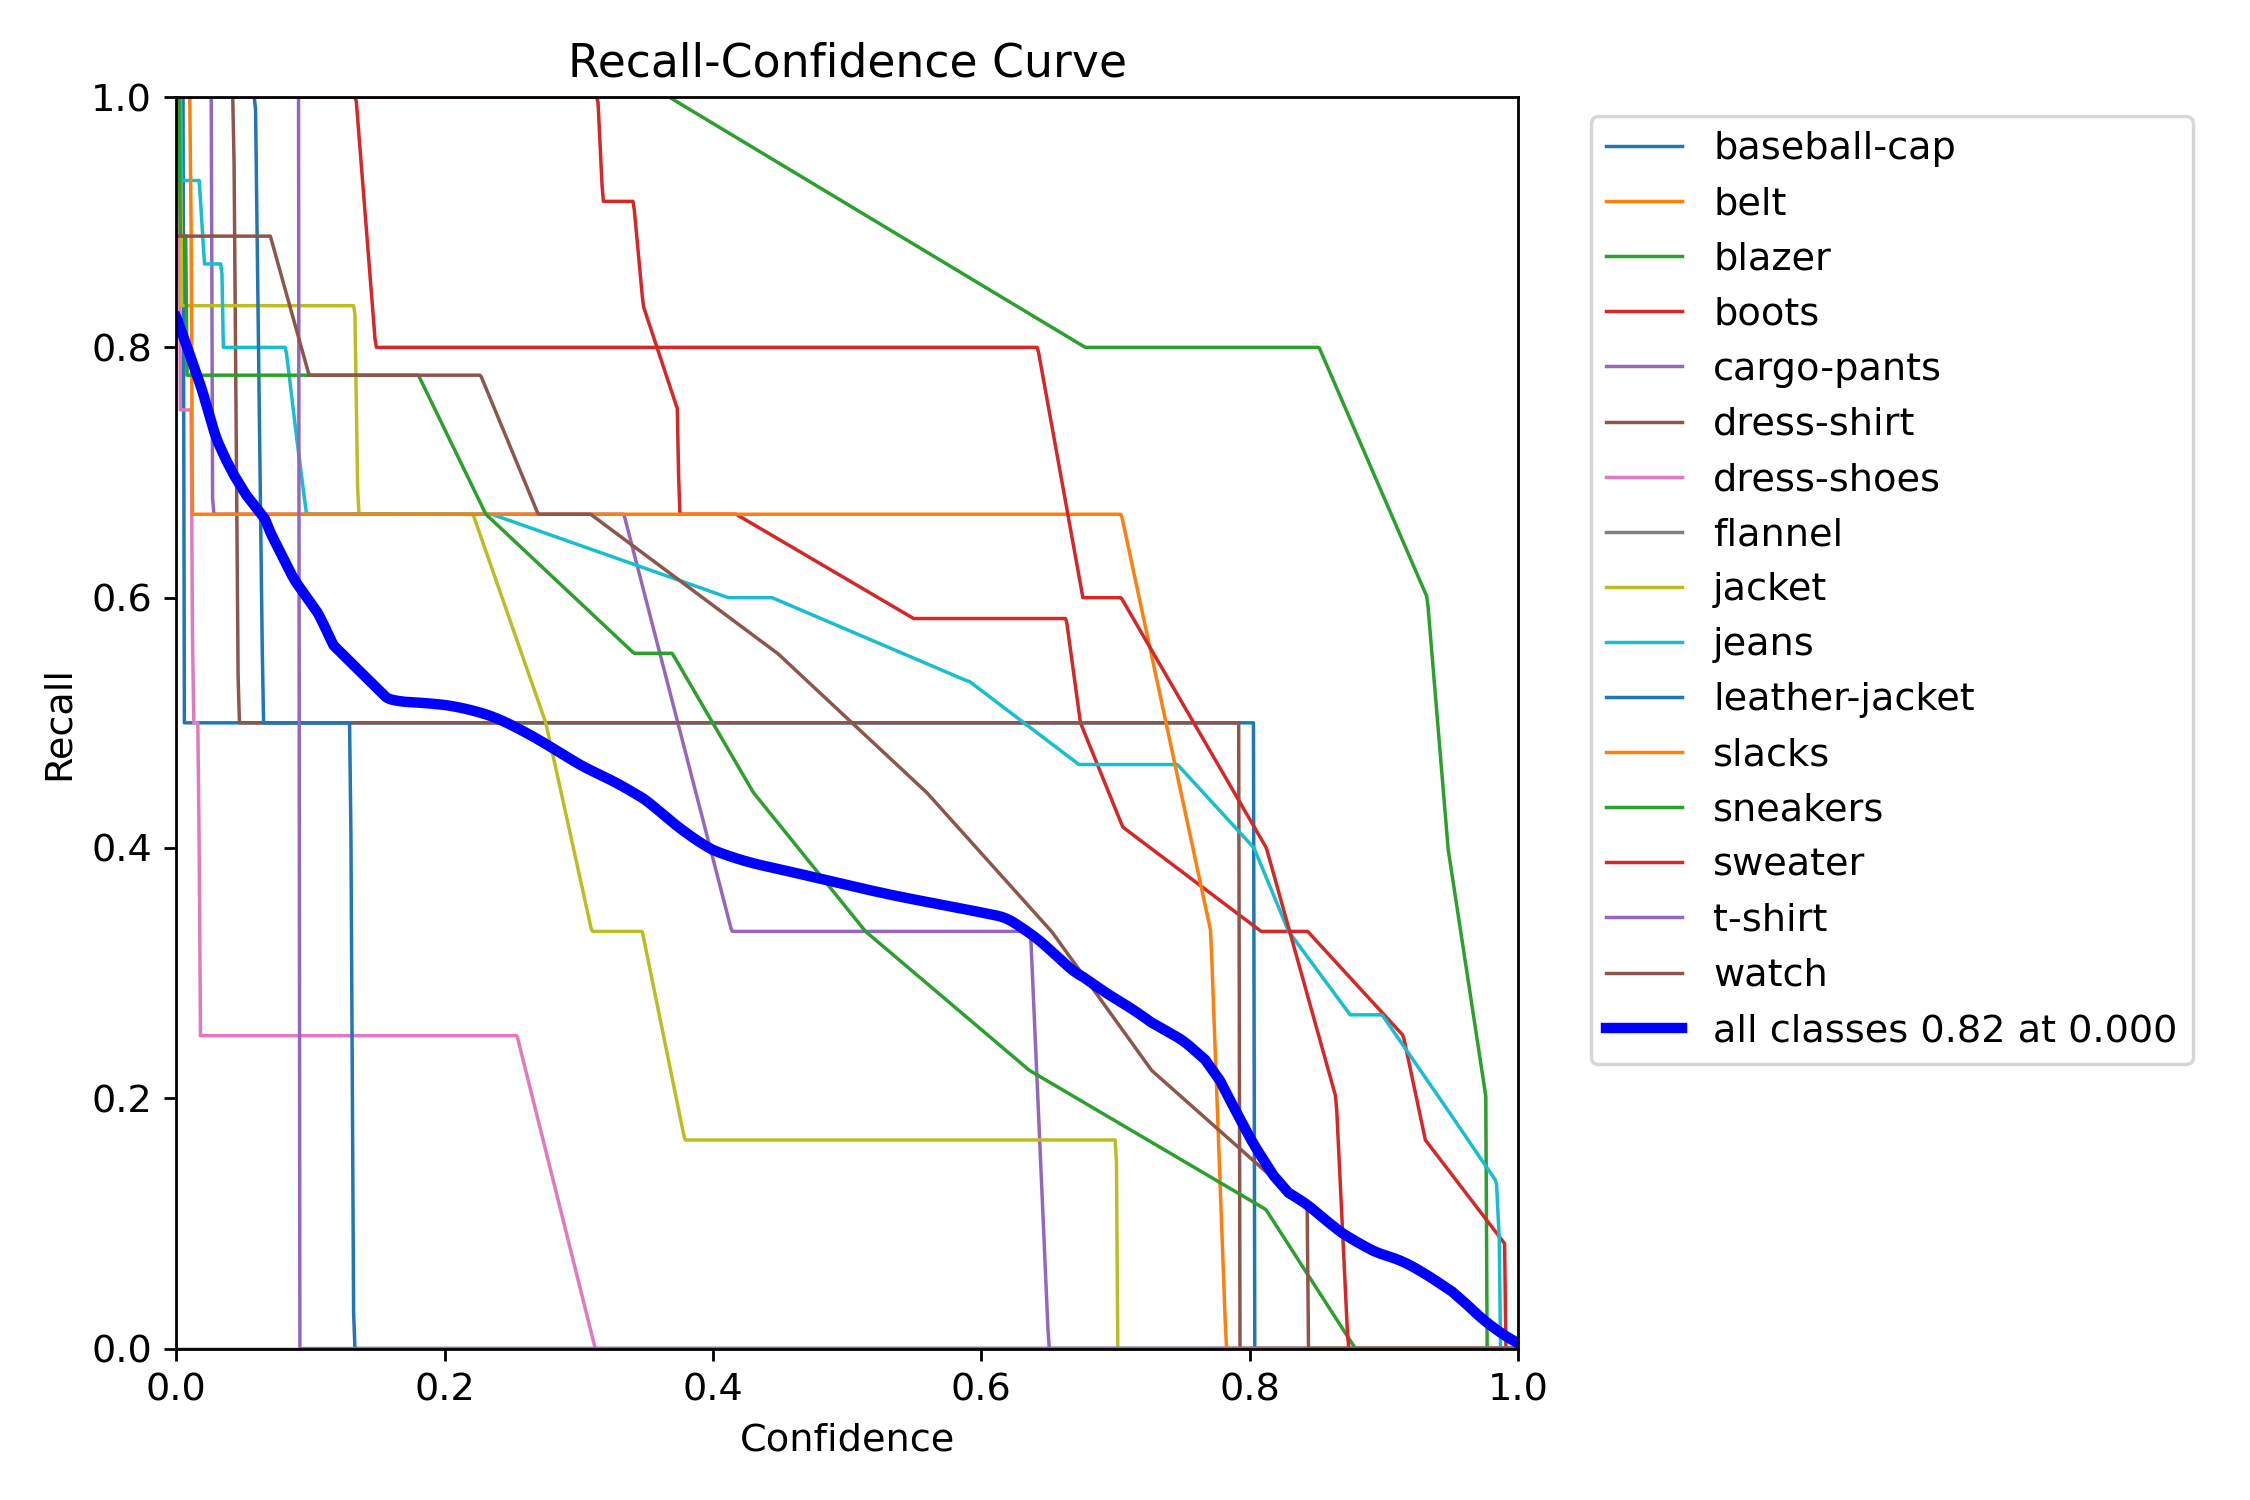 Recall-Confidence Curve
1.0
0.8
0.6
0.4
0.2
0.0
Recall
0.0 0.2 0.4 0.6 0.8 1.0
Confidence
baseball-cap
belt
blazer
boots
cargo-pants
dress-shirt
dress-shoes
flannel
jacket
jeans
leather-jacket
slacks
sneakers
sweater
t-shirt
watch
all classes 0.82 at 0.000